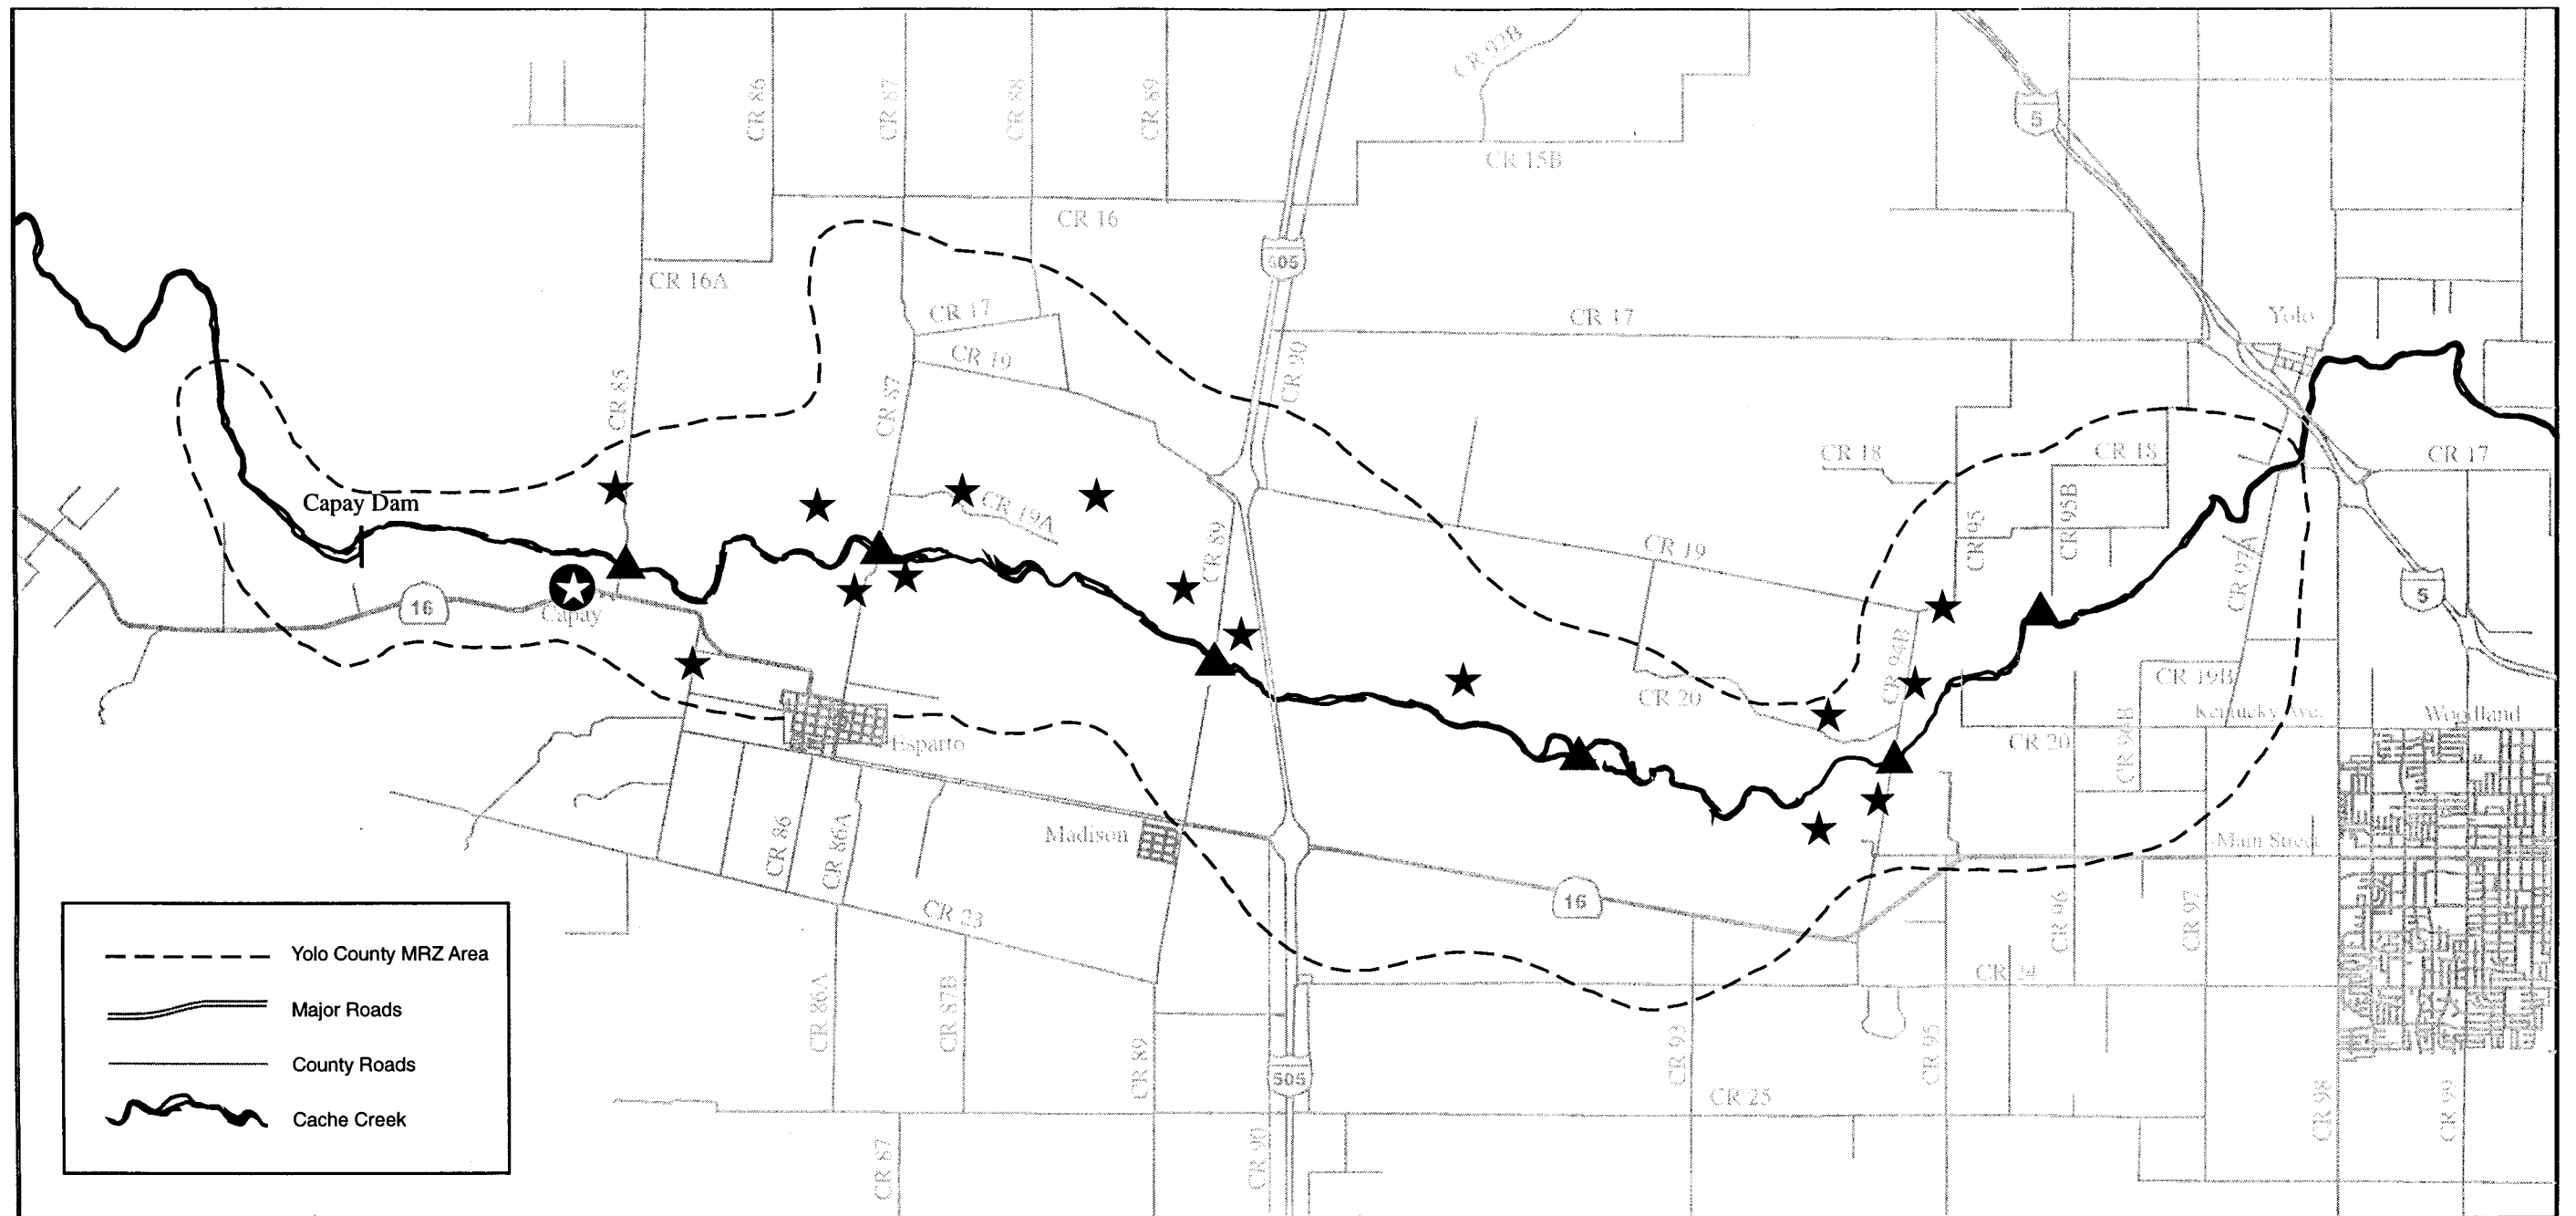 CR 92B
5
CR 86
CR 87
CR 88
CR 89
CR 15B
CR 16
505
CR 16A
CR 17
CR 17
Yolo
CR 19
CR 90
CR 85
CR 87
CR 18
CR 18
CR 17
Capay Dam
CR 19A
CR 89
CR 95
CR 95B
CR 19
CR 97A
5
16
Capay
CR 94B
CR 20
CR 19B
Kentucky Ave.
Woodland
CR 20
CR 96B
Esparto
Madison
Main Street
CR 86
CR 86A
16
CR 23
CR 96
CR 97
Yolo County MRZ Area
CR 24
Major Roads
CR 86A
CR 87B
CR 89
CR 93
CR 95
County Roads
505
CR 25
Cache Creek
CR 98
CR 99
CR 87
CR 90